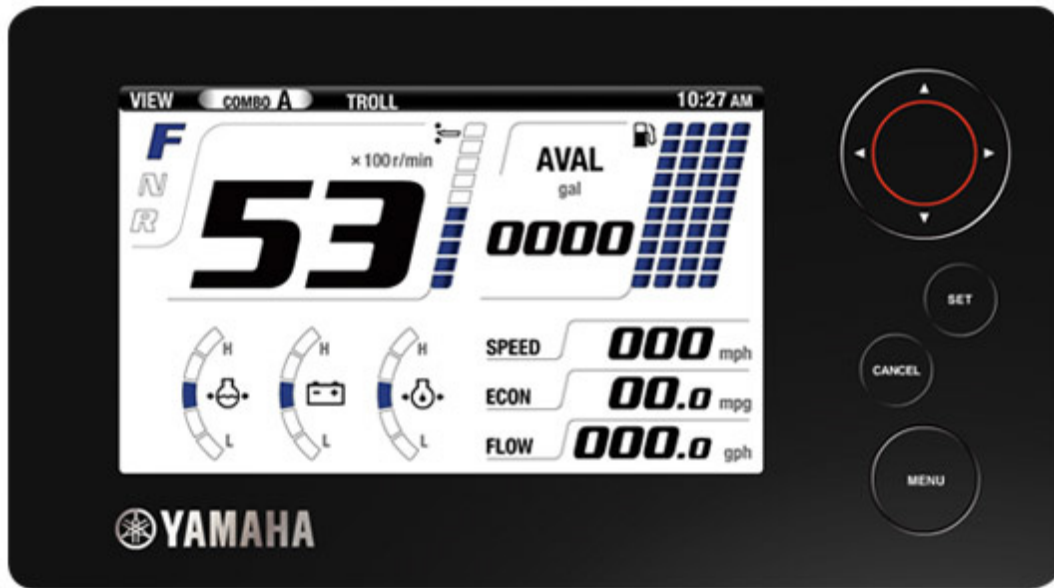 VIEW COMBO A TROLL 10:27 AM
F
N
R
×100 r/min
53
AVAL
gal
0000
H
L
H
L
H
L
SPEED 000 mph
ECON 00.0 mpg
FLOW 000.0 gph
SET
CANCEL
MENU
YAMAHA